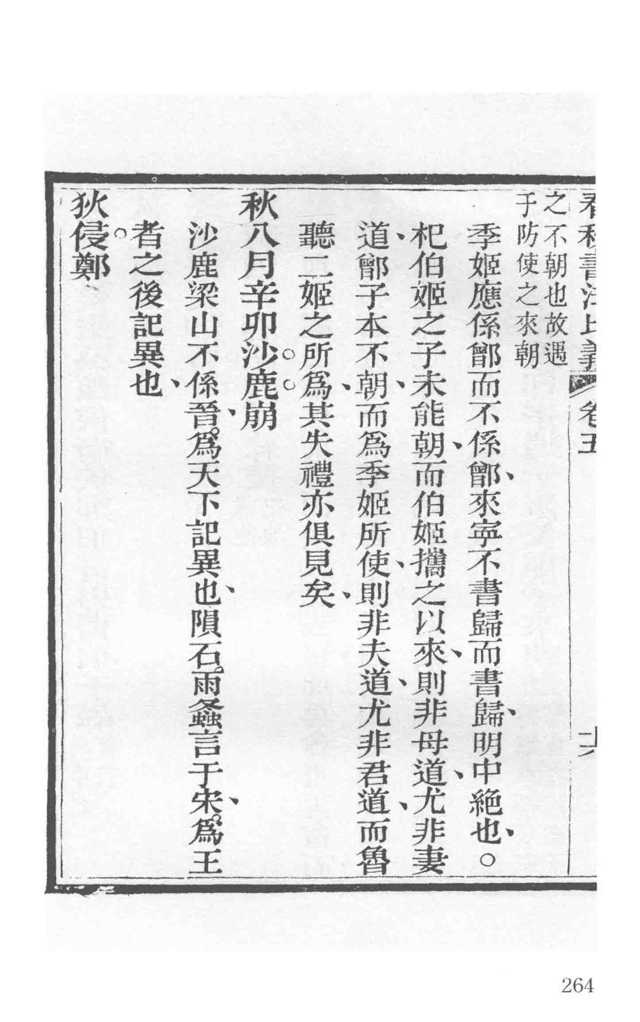 春秋書法比義 卷五 十六
之不朝也故遇
于防使之來朝
季姬應係鄫而不係鄫來寧不書歸而書歸明中絕也○
杞伯姬之子未能朝而伯姬攜之以來則非母道尤非妻
道鄫子本不朝而為季姬所使則非夫道尤非君道而魯
聽二姬之所為其失禮亦俱見矣
秋八月辛卯沙鹿崩
沙鹿梁山不係晉為天下記異也隕石雨螽言于宋為王
者之後記異也
狄侵鄭
264